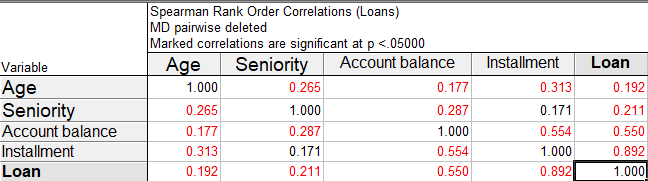 Spearman Rank Order Correlations (Loans)
MD pairwise deleted
Marked correlations are significant at p <.05000
Variable Age Seniority Account balance Installment Loan
Age 1.000 0.265 0.177 0.313 0.192
Seniority 0.265 1.000 0.287 0.171 0.211
Account balance 0.177 0.287 1.000 0.554 0.550
Installment 0.313 0.171 0.554 1.000 0.892
Loan 0.192 0.211 0.550 0.892 1.000